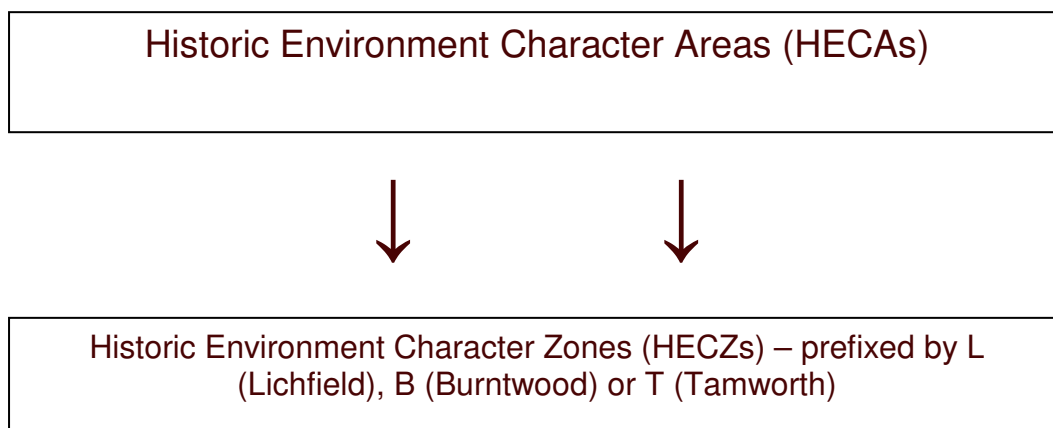 Historic Environment Character Areas (HECAs)
Historic Environment Character Zones (HECZs) – prefixed by L
(Lichfield), B (Burntwood) or T (Tamworth)